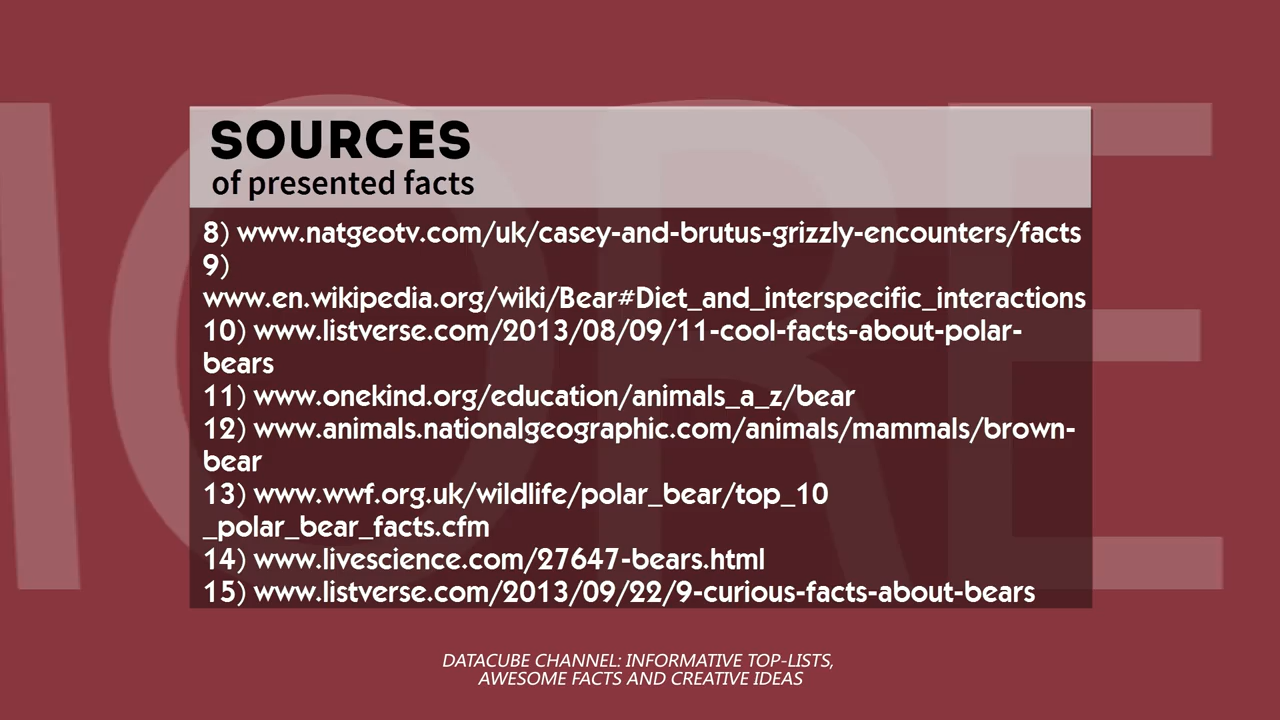 MORE
SOURCES
of presented facts
8) www.natgeotv.com/uk/casey-and-brutus-grizzly-encounters/facts
9)
www.en.wikipedia.org/wiki/Bear#Diet_and_interspecific_interactions
10) www.listverse.com/2013/08/09/11-cool-facts-about-polar-
bears
11) www.onekind.org/education/animals_a_z/bear
12) www.animals.nationalgeographic.com/animals/mammals/brown-
bear
13) www.wwf.org.uk/wildlife/polar_bear/top_10
_polar_bear_facts.cfm
14) www.livescience.com/27647-bears.html
15) www.listverse.com/2013/09/22/9-curious-facts-about-bears
DATACUBE CHANNEL: INFORMATIVE TOP-LISTS,
AWESOME FACTS AND CREATIVE IDEAS